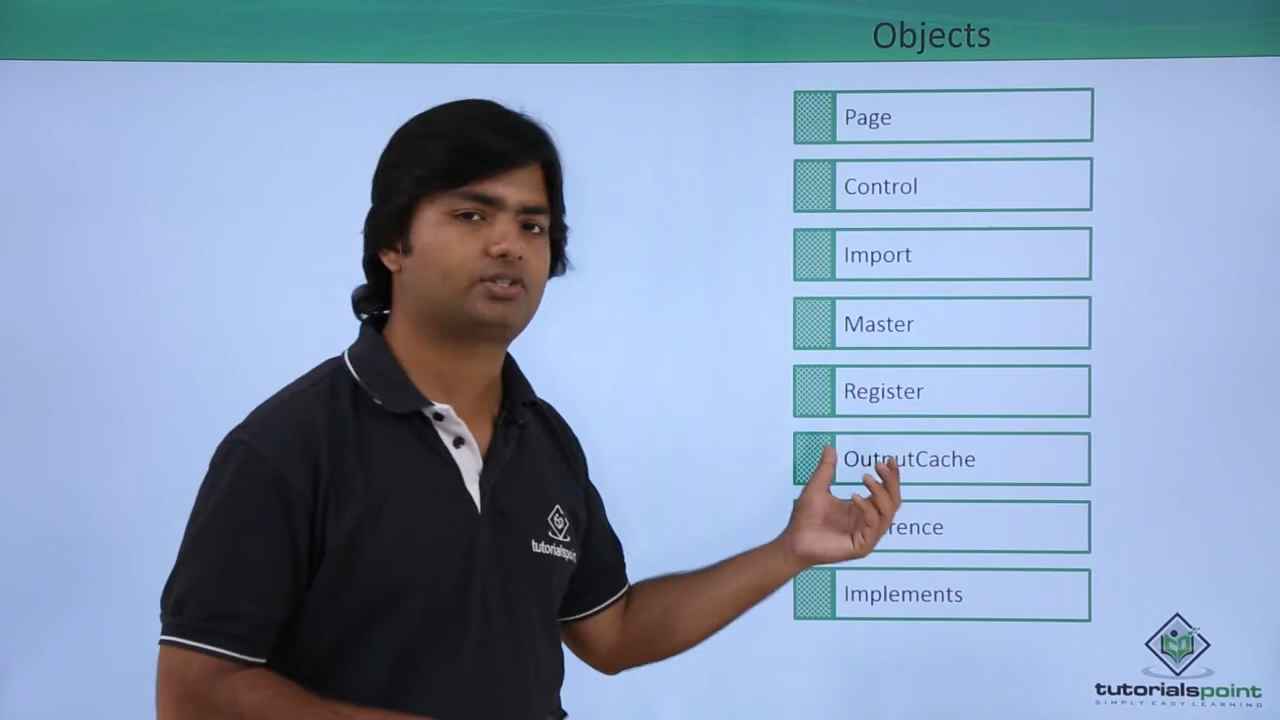 Objects
Page
Control
Import
Master
Register
OutputCache
Implements
tutorialspoint
SIMPLY EASY LEARNING
tutorialspoint